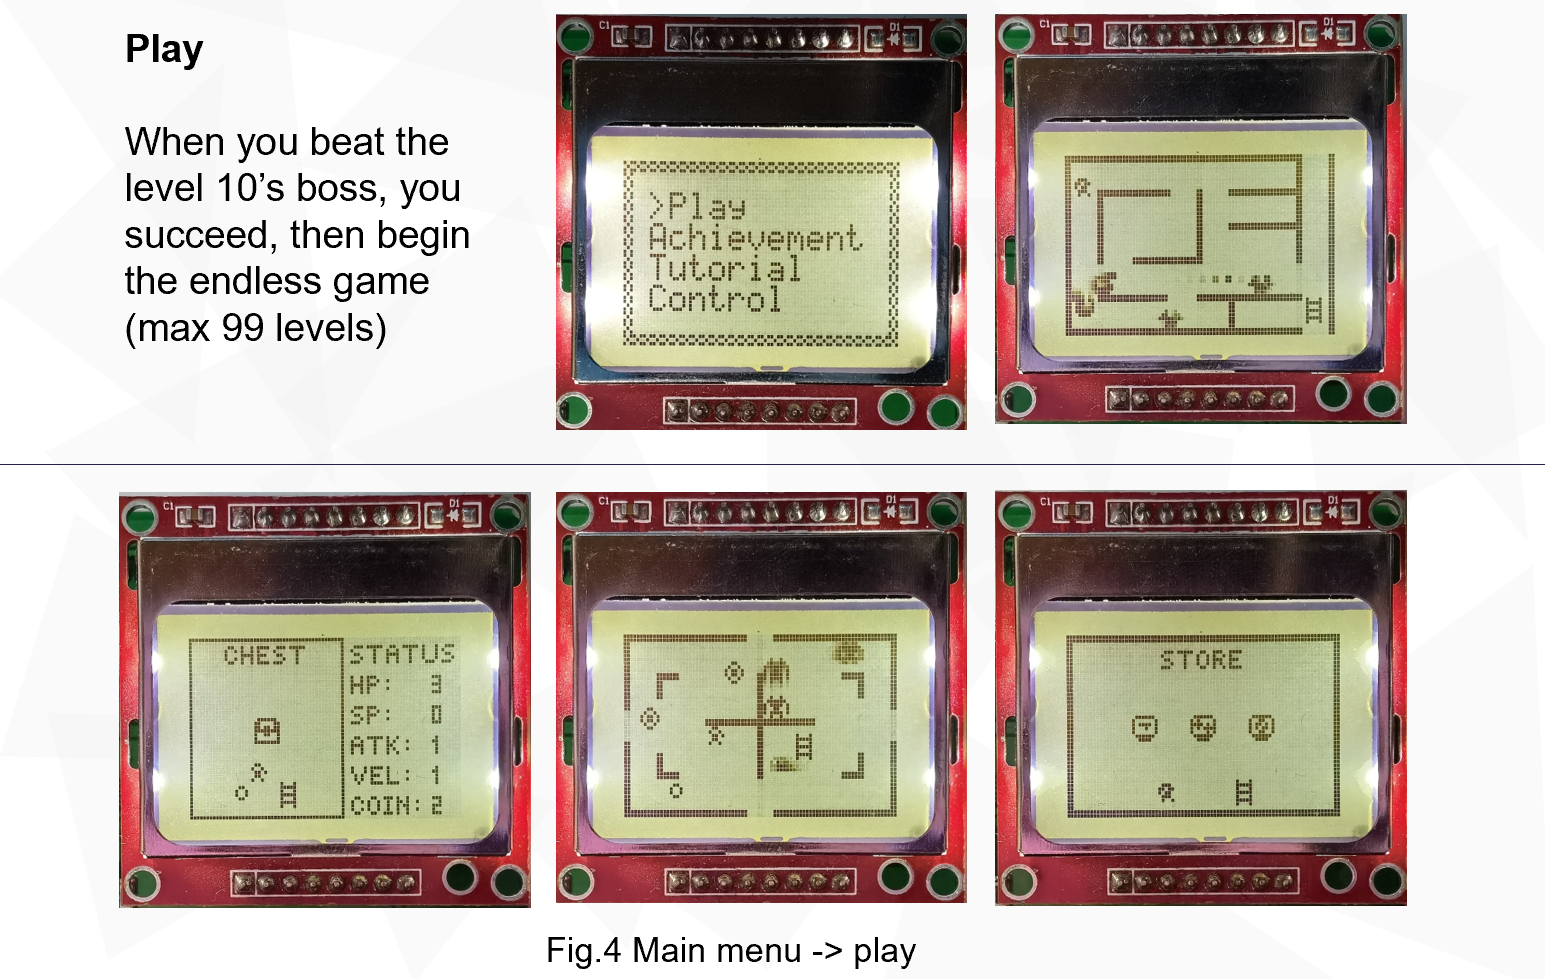 Play
When you beat the
level 10’s boss, you
succeed, then begin
the endless game
(max 99 levels)
C1
D1
>Play
Achievement
Tutorial
Control
C1
D1
C1
D1
CHEST
STATUS
HP: 3
SP: 0
ATK: 1
VEL: 1
COIN: 2
C1
D1
C1
D1
STORE
Fig.4 Main menu -> play